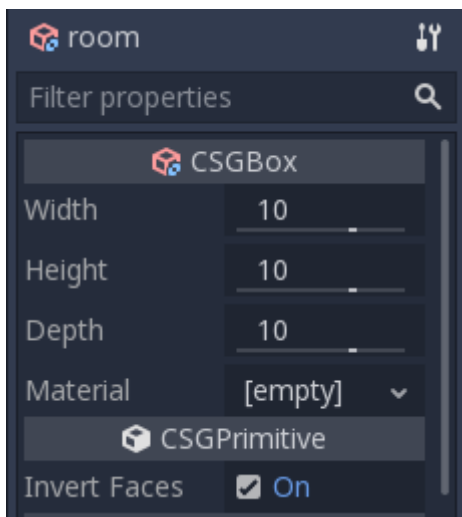 room
Filter properties
CSGBox
Width 10
Height 10
Depth 10
Material [empty]
CSGPrimitive
Invert Faces On